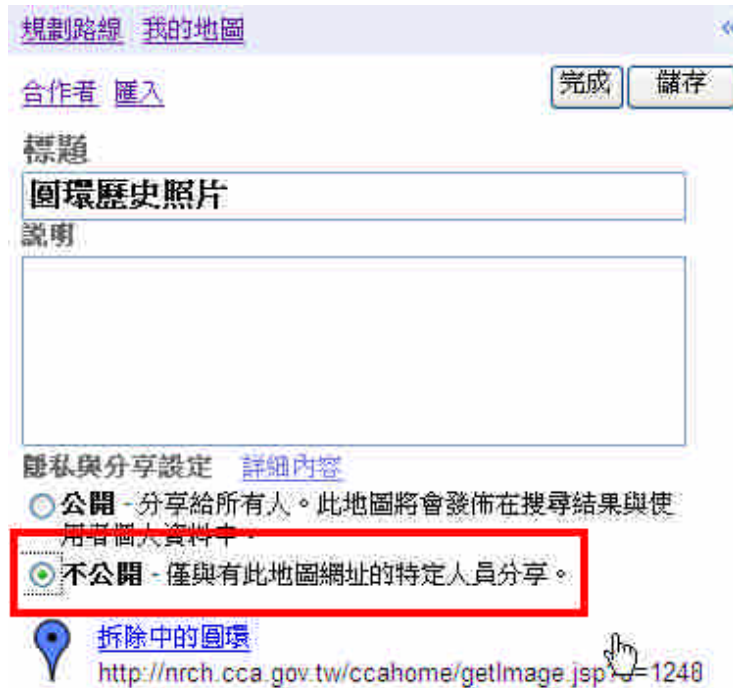 規劃路線 我的地圖 «
合作者 匯入 完成 儲存
標題
圓環歷史照片
說明
隱私與分享設定 詳細內容
公開 - 分享給所有人。此地圖將會發佈在搜尋結果與使
用者個人資料中。
不公開 - 僅與有此地圖網址的特定人員分享。
拆除中的圓環
http://nrch.cca.gov.tw/ccahome/getImage.jsp =1248